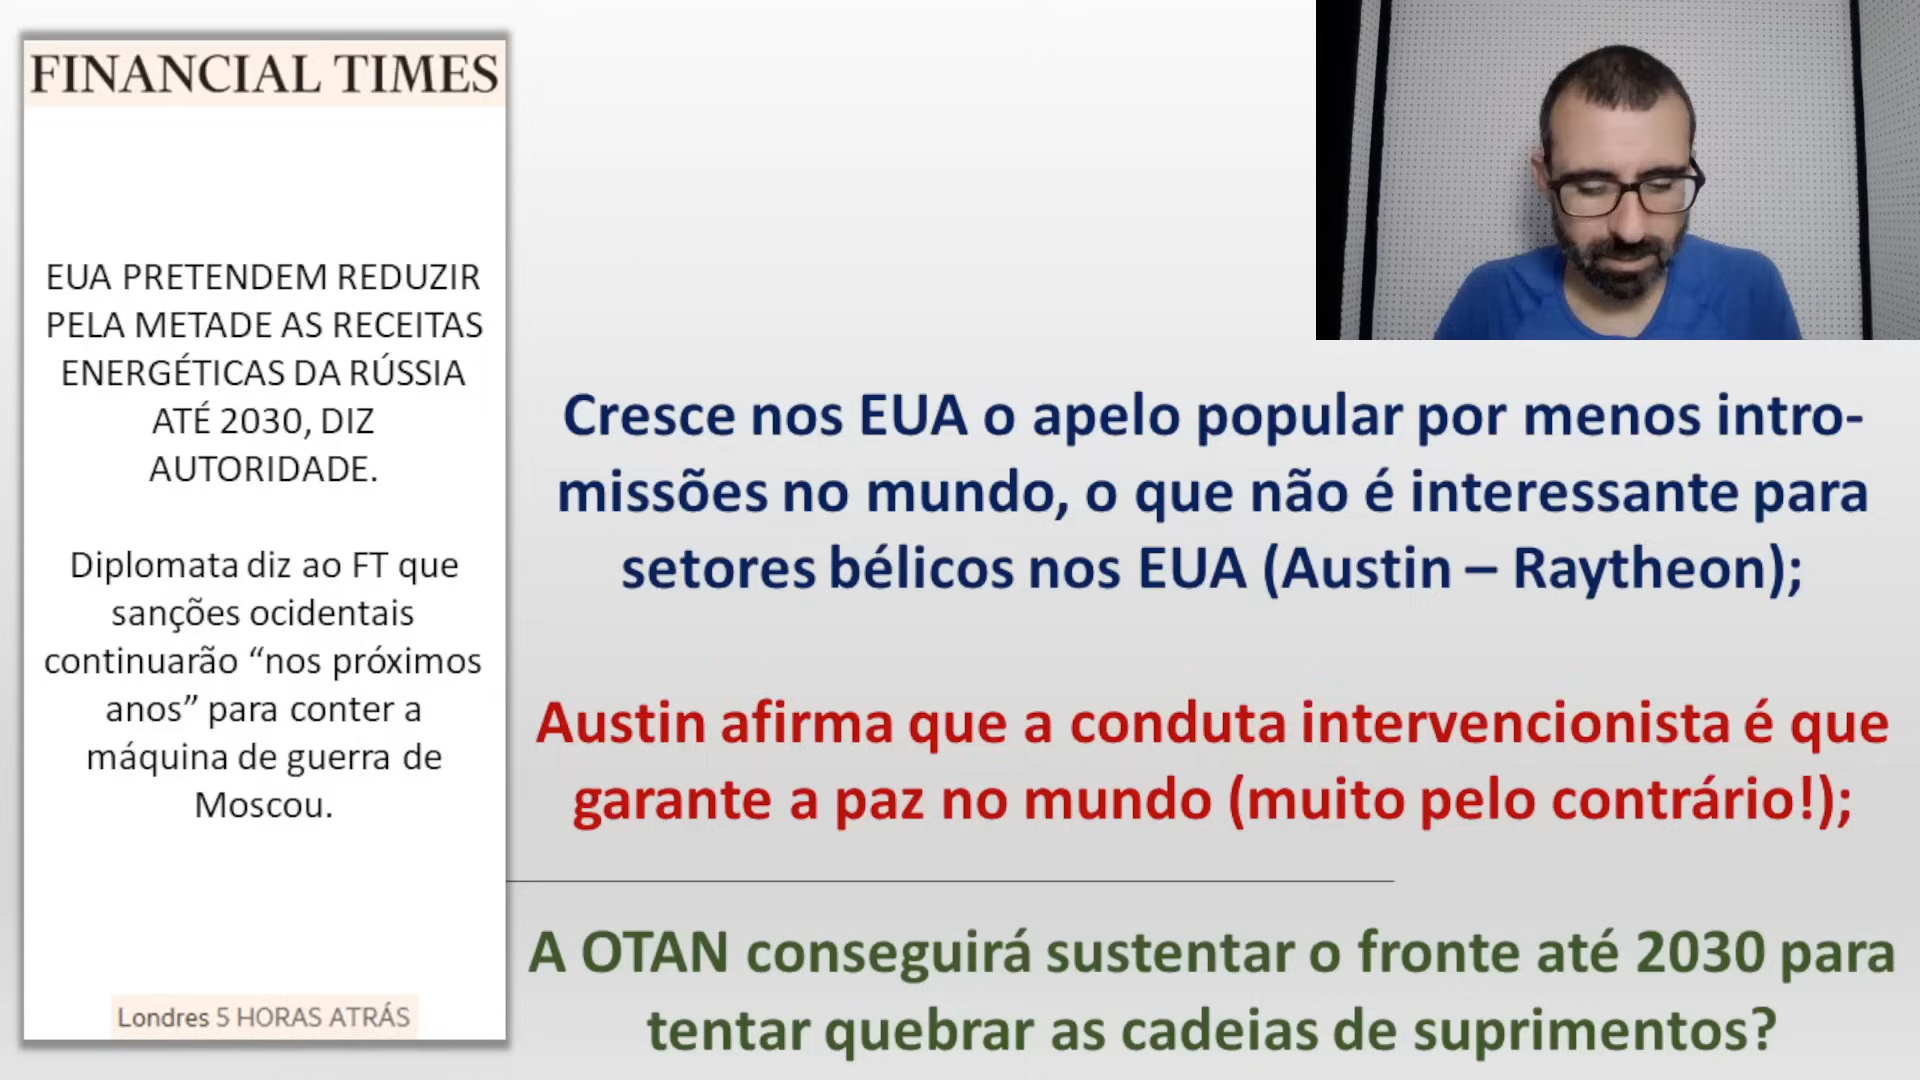 FINANCIAL TIMES
EUA PRETENDEM REDUZIR
PELA METADE AS RECEITAS
ENERGÉTICAS DA RÚSSIA
ATÉ 2030, DIZ
AUTORIDADE.
Diplomata diz ao FT que
sanções ocidentais
continuarão “nos próximos
anos” para conter a
máquina de guerra de
Moscou.
Londres 5 HORAS ATRÁS
Cresce nos EUA o apelo popular por menos intro-
missões no mundo, o que não é interessante para
setores bélicos nos EUA (Austin – Raytheon);
Austin afirma que a conduta intervencionista é que
garante a paz no mundo (muito pelo contrário!);
A OTAN conseguirá sustentar o fronte até 2030 para
tentar quebrar as cadeias de suprimentos?